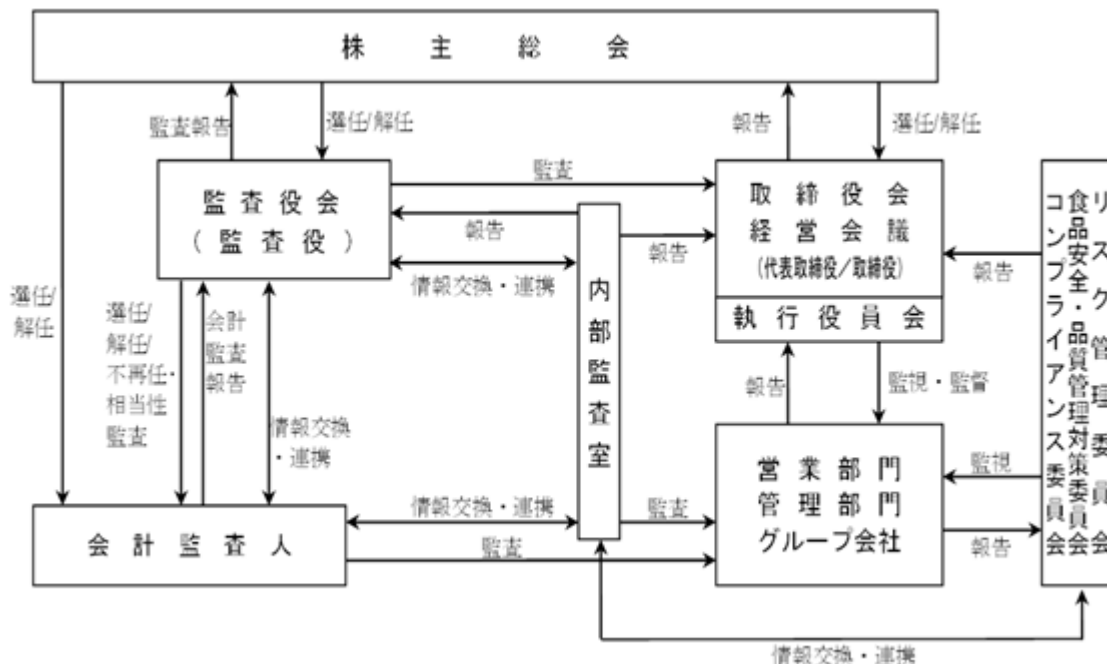 株主総会
監査報告
選任/解任
報告
選任/解任
監査役会
(監査役)
監査
報告
情報交換・連携
報告
内部監査室
取締役会
経営会議
(代表取締役/取締役)
執行役員会
報告
リスク管理委員会
食品安全・品質管理対策委員会
コンプライアンス委員会
選任/
解任
選任/
解任/
不再任・
相当性
監査
会計
監査
報告
情報交換
・連携
報告
監視・監督
営業部門
管理部門
グループ会社
監視
報告
会計監査人
情報交換・連携
監査
監査
情報交換・連携